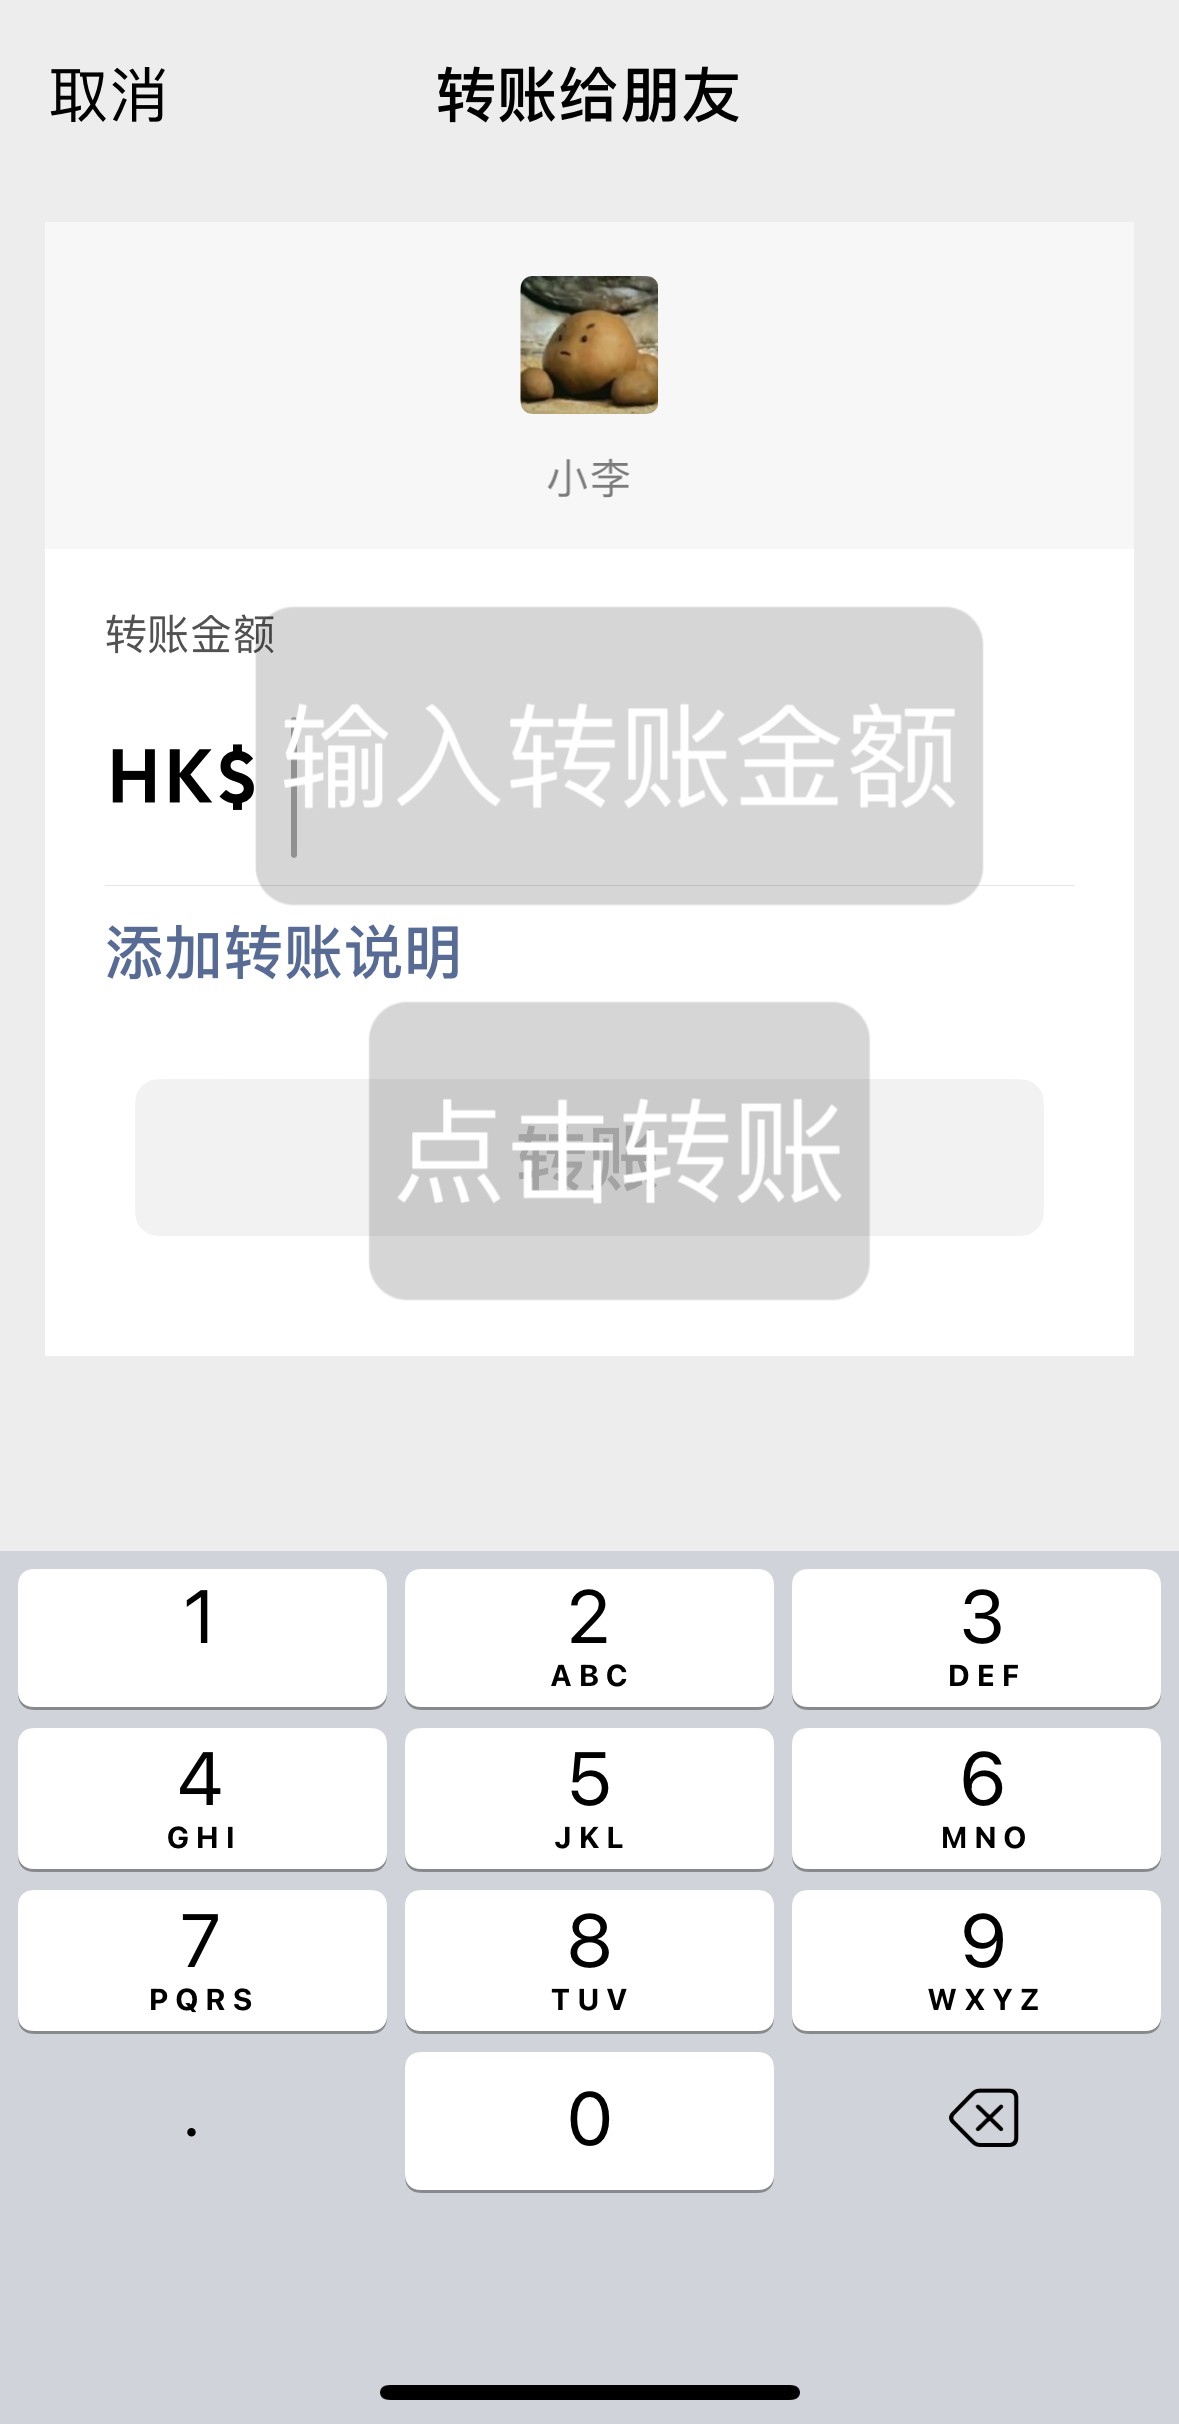 取消 转账给朋友
小李
转账金额
输入转账金额
HK$
添加转账说明
转账
点击转账
1 2 3
ABC DEF
4 5 6
GHI JKL MNO
7 8 9
PQRS TUV WXYZ
. 0